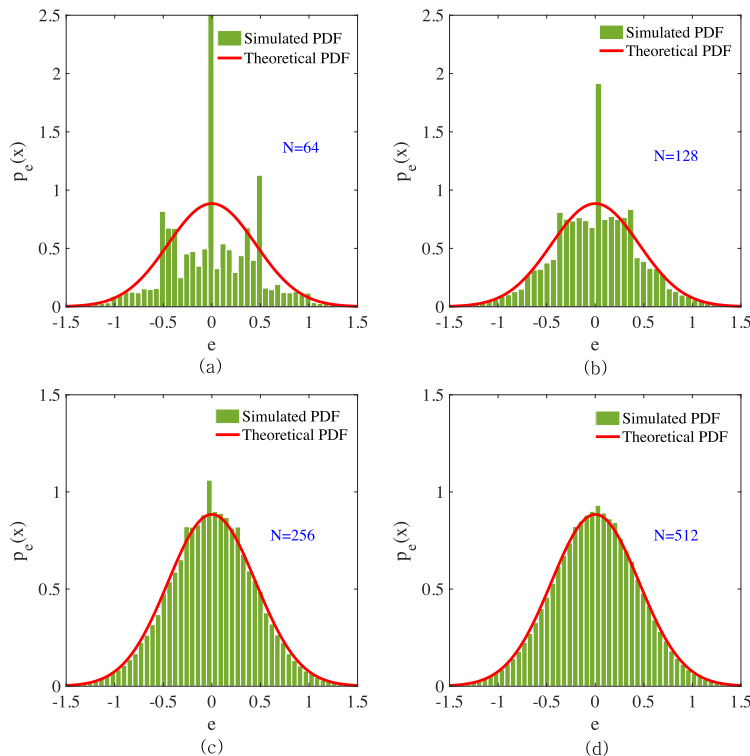 2.5
2
1.5
1
0.5
0
p_e(x)
Simulated PDF
Theoretical PDF
N=64
-1.5 -1 -0.5 0 0.5 1 1.5
e
(a)
2.5
2
1.5
1
0.5
0
p_e(x)
Simulated PDF
Theoretical PDF
N=128
-1.5 -1 -0.5 0 0.5 1 1.5
e
(b)
1.5
1
0.5
0
p_e(x)
Simulated PDF
Theoretical PDF
N=256
-1.5 -1 -0.5 0 0.5 1 1.5
e
(c)
1.5
1
0.5
0
p_e(x)
Simulated PDF
Theoretical PDF
N=512
-1.5 -1 -0.5 0 0.5 1 1.5
e
(d)